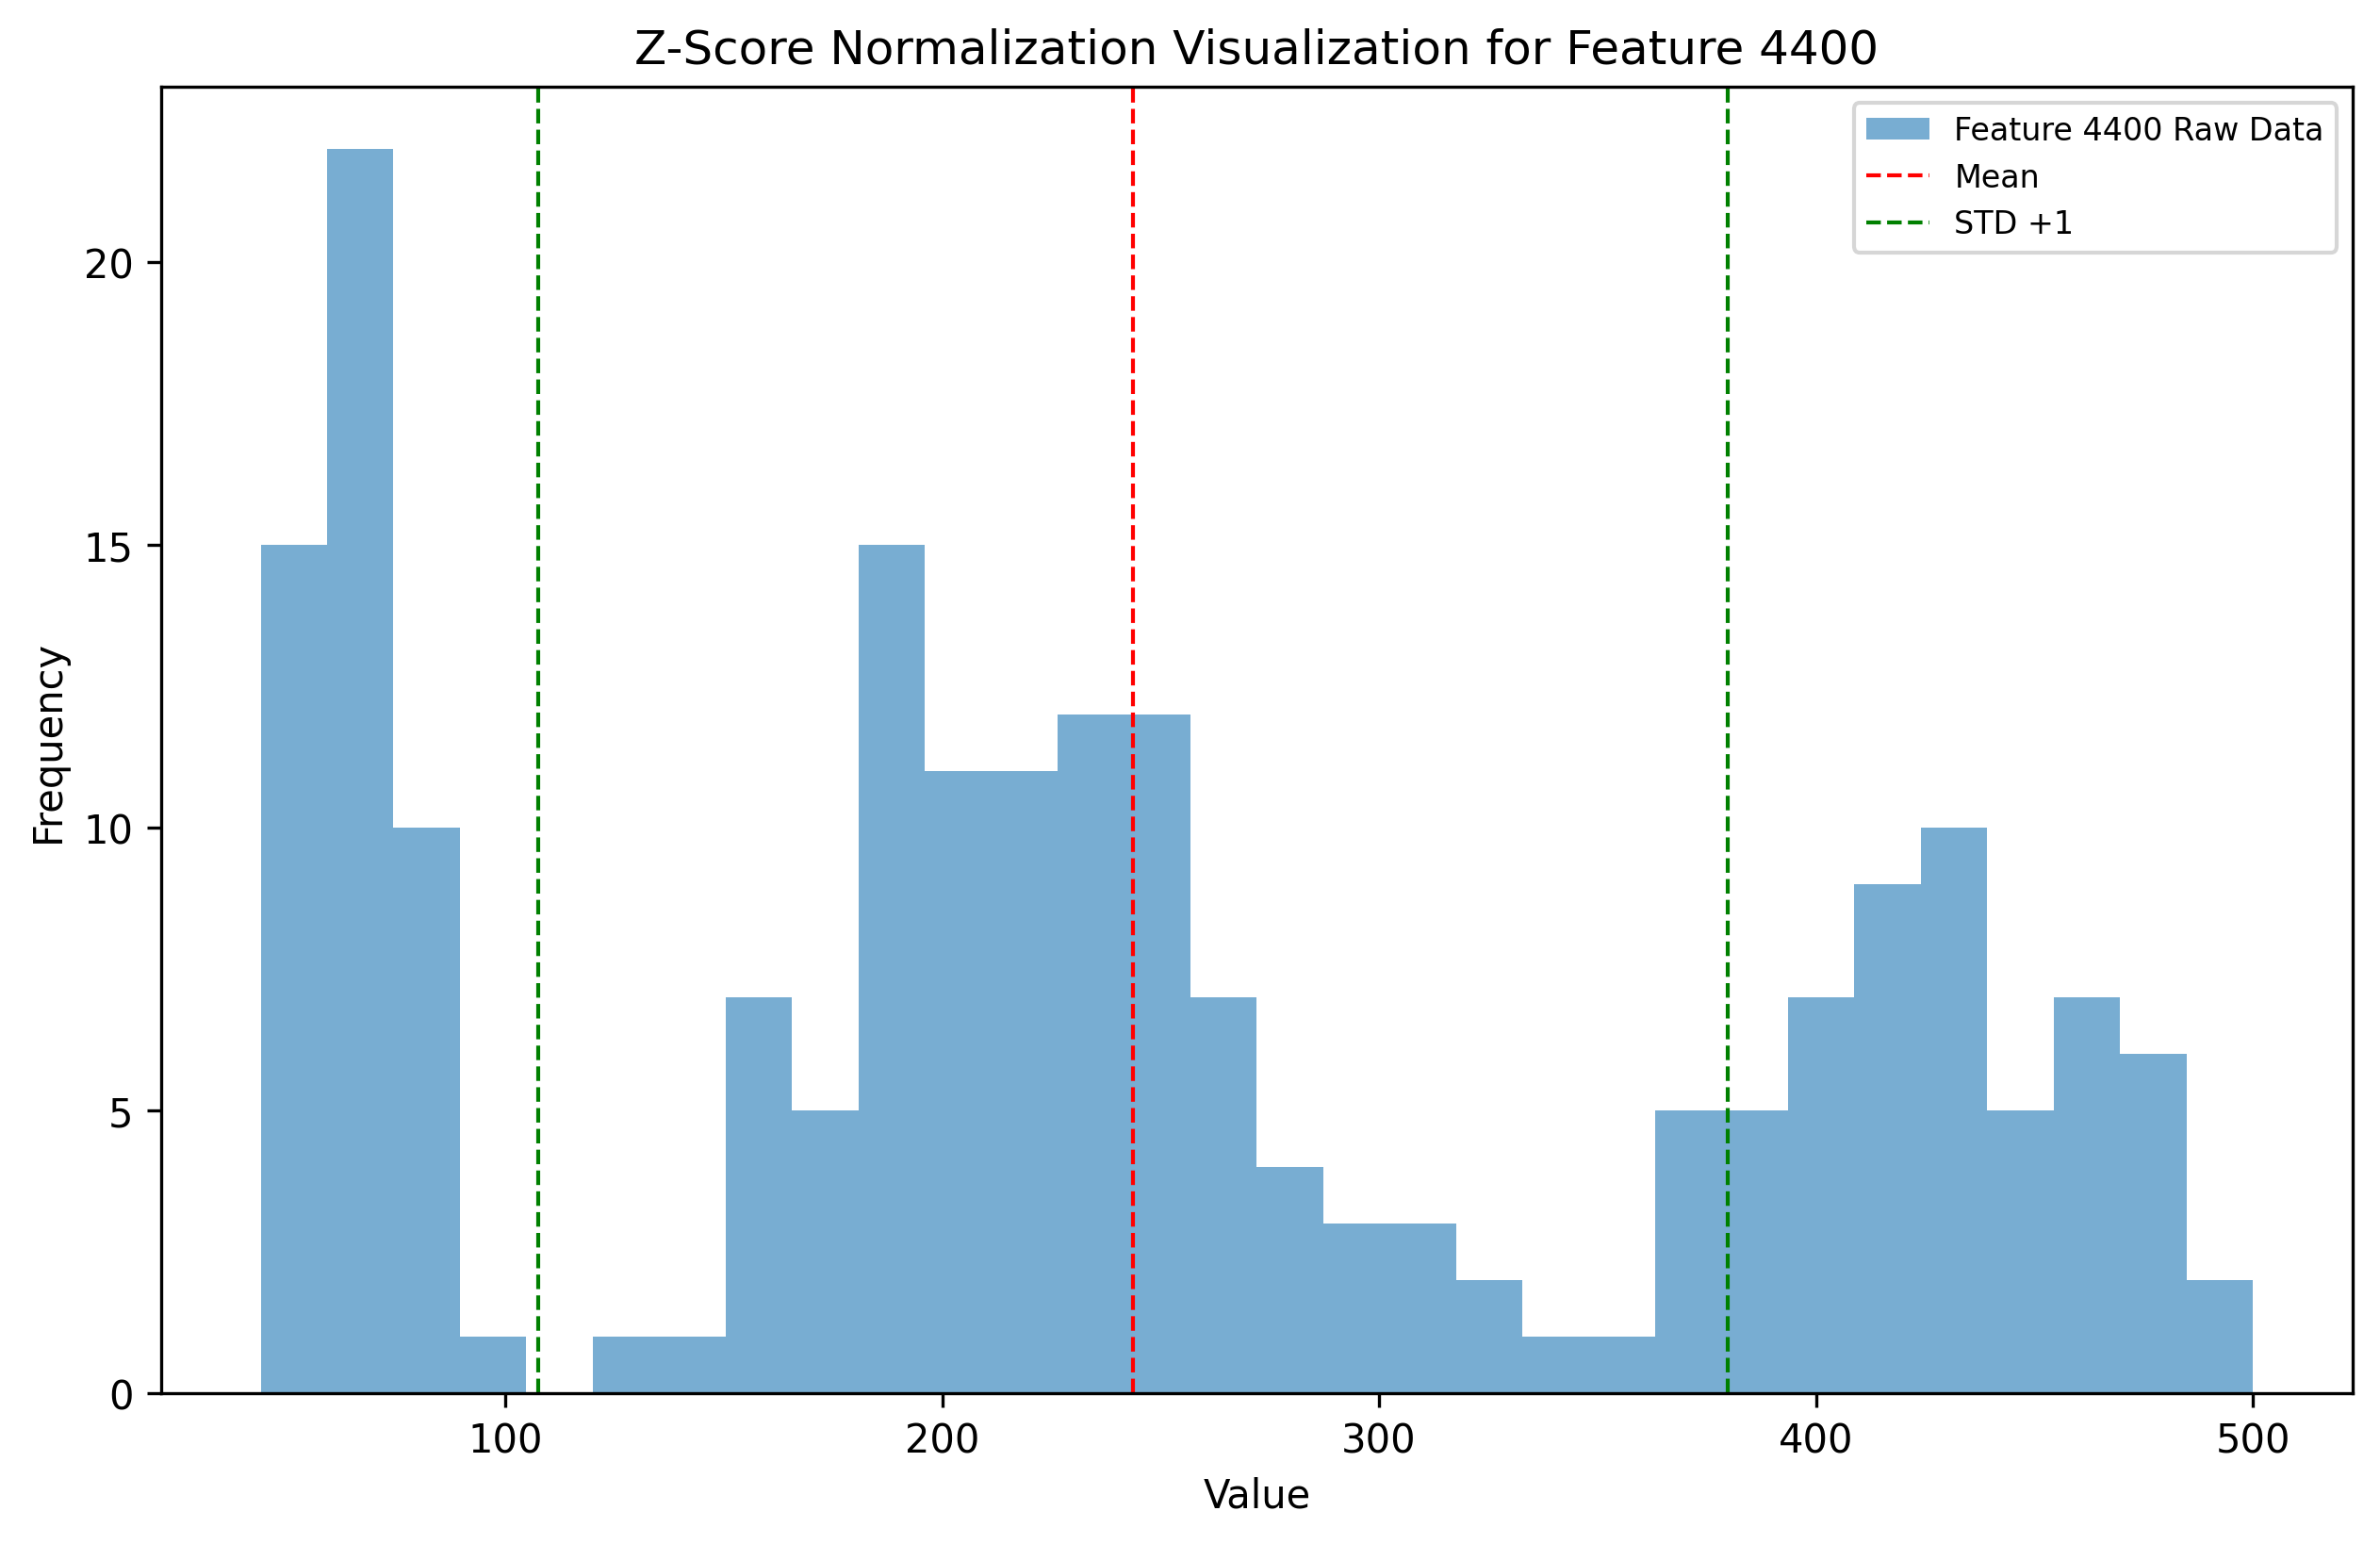 Z-Score Normalization Visualization for Feature 4400
Feature 4400 Raw Data
Mean
STD +1
Frequency
20
15
10
5
0
100 200 300 400 500
Value